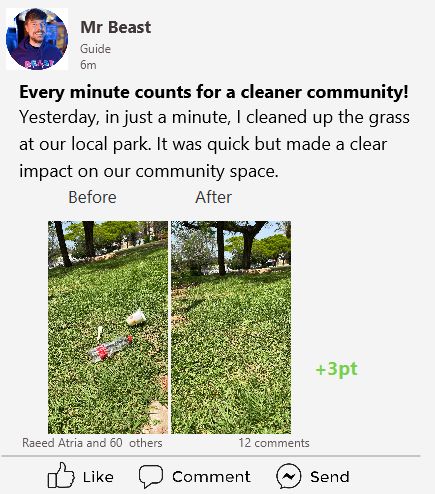 Mr Beast
Guide
6m
Every minute counts for a cleaner community!
Yesterday, in just a minute, I cleaned up the grass
at our local park. It was quick but made a clear
impact on our community space.
Before After
+3pt
Raeed Atria and 60 others 12 comments
Like Comment Send